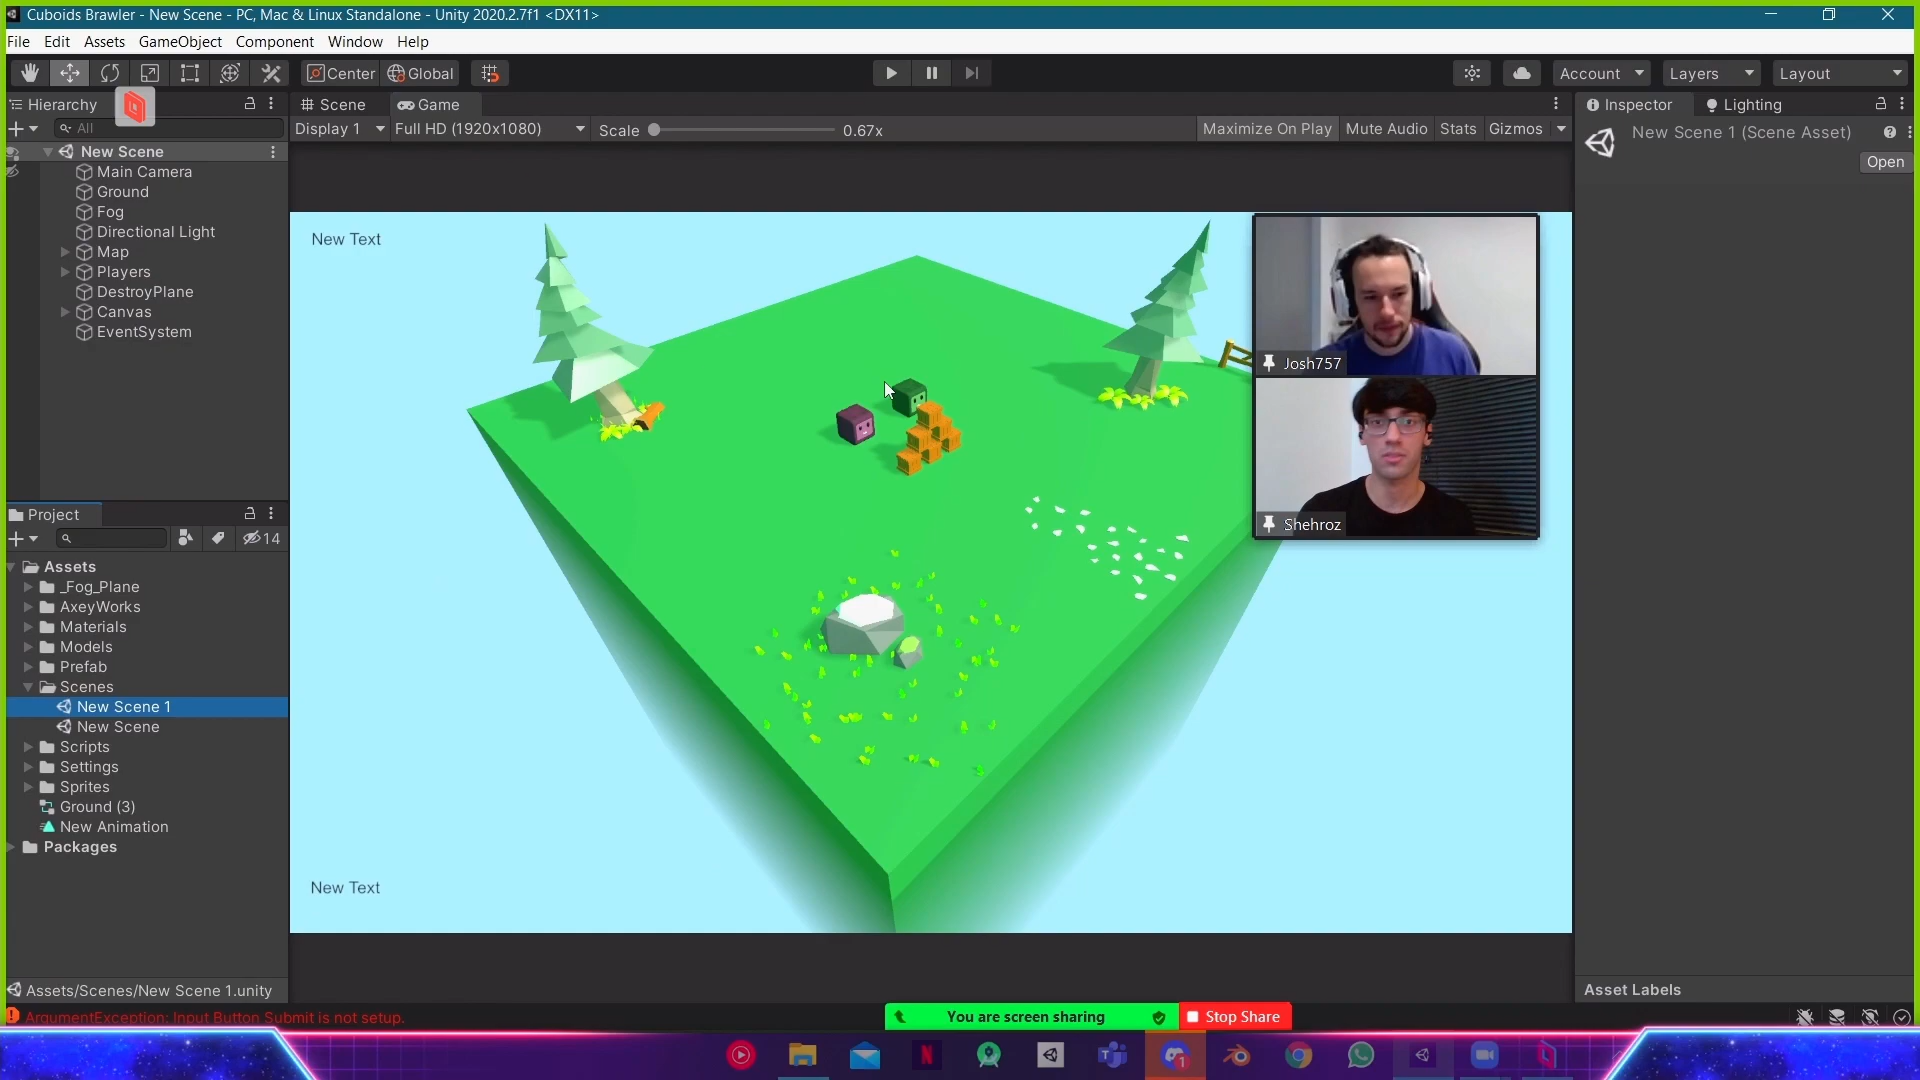 Cuboids Brawler - New Scene - PC, Mac & Linux Standalone - Unity 2020.2.7f1 <DX11>
File Edit Assets GameObject Component Window Help
Center Global Account Layers Layout
Hierarchy Scene Game Inspector Lighting
All Display 1 Full HD (1920x1080) Scale 0.67x Maximize On Play Mute Audio Stats Gizmos
New Scene 1 (Scene Asset)
Open
New Scene
Main Camera
Ground
Fog
Directional Light
Map
Players
DestroyPlane
Canvas
EventSystem
New Text
Josh757
Shehroz
Project
14
Assets
_Fog_Plane
AxeyWorks
Materials
Models
Prefab
Scenes
New Scene 1
New Scene
Scripts
Settings
Sprites
Ground (3)
New Animation
Packages
New Text
Assets/Scenes/New Scene 1.unity
Asset Labels
ArgumentException: Input Button Submit is not setup.
You are screen sharing Stop Share
N 1